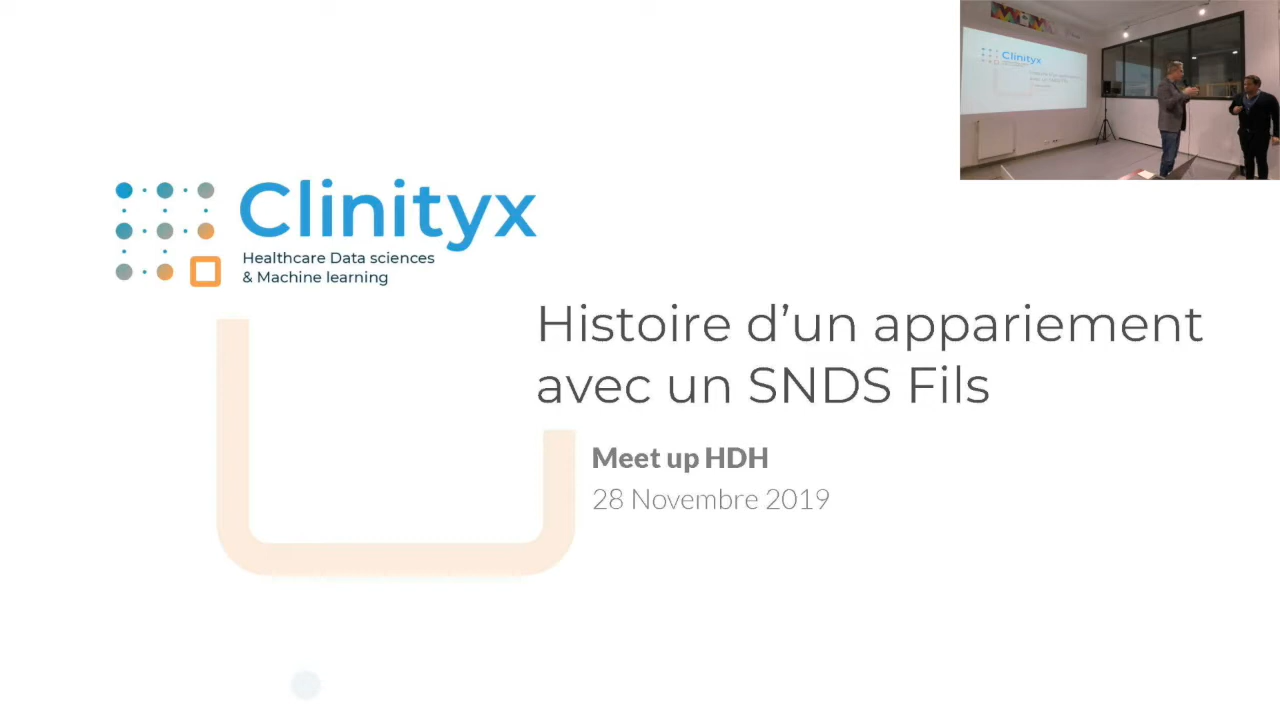 Clinityx
Healthcare Data sciences
& Machine learning
Histoire d’un appariement
avec un SNDS Fils
Meet up HDH
28 Novembre 2019
Clinityx